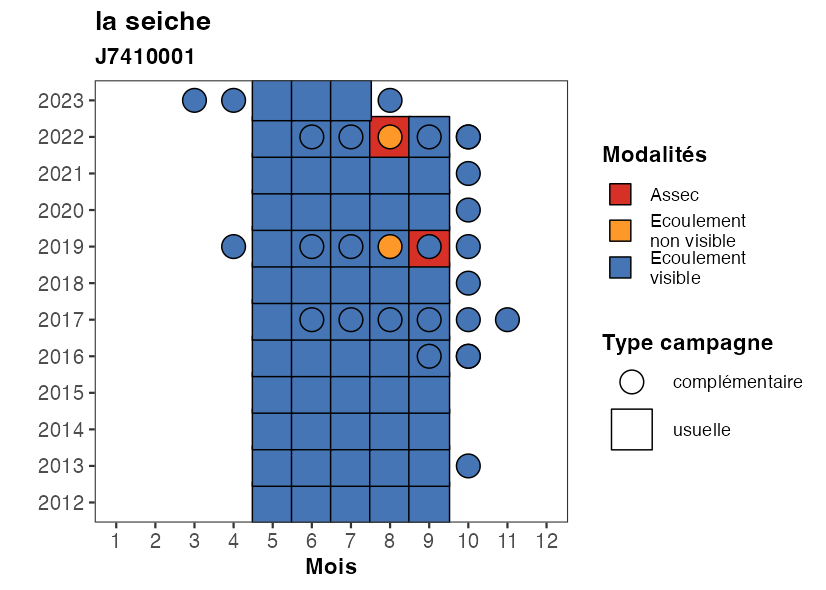 la seiche
J7410001
2023
2022
2021
2020
2019
2018
2017
2016
2015
2014
2013
2012
1 2 3 4 5 6 7 8 9 10 11 12
Mois
Modalités
Assec
Ecoulement
non visible
Ecoulement
visible
Type campagne
complémentaire
usuelle